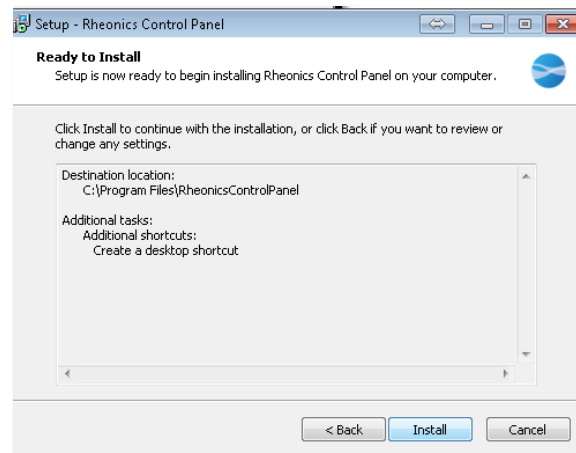 Setup - Rheonics Control Panel
Ready to Install
Setup is now ready to begin installing Rheonics Control Panel on your computer.
Click Install to continue with the installation, or click Back if you want to review or
change any settings.
Destination location:
C:\Program Files\RheonicsControlPanel
Additional tasks:
Additional shortcuts:
Create a desktop shortcut
< Back
Install
Cancel